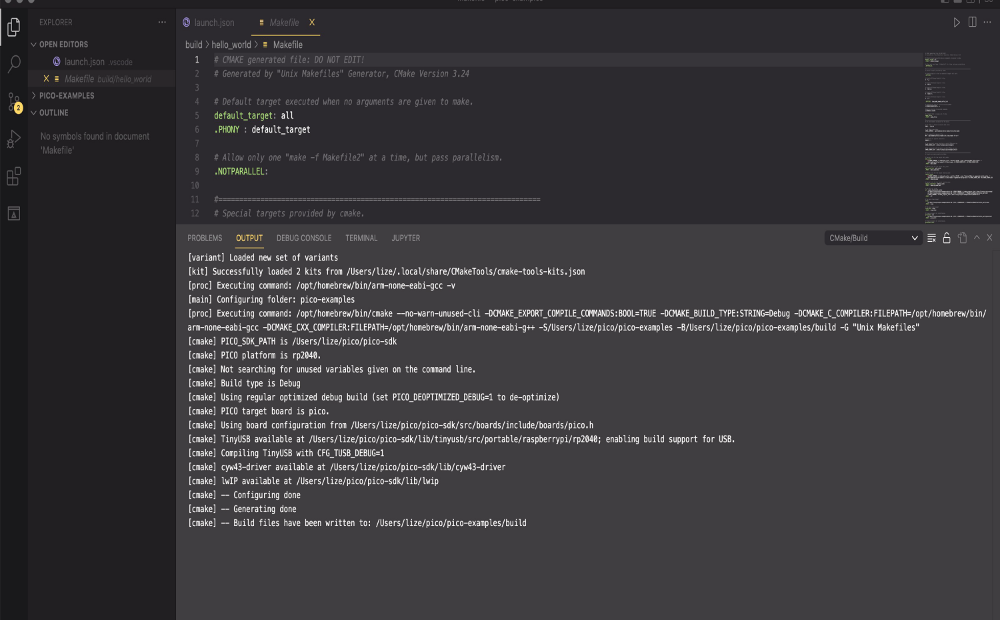 EXPLORER
OPEN EDITORS
launch.json .vscode
Makefile build/hello_world
PICO-EXAMPLES
OUTLINE
No symbols found in document
'Makefile'
2
launch.json
Makefile
build hello_world Makefile
1 # CMAKE generated file: DO NOT EDIT!
2 # Generated by "Unix Makefiles" Generator, CMake Version 3.24
3
4 # Default target executed when no arguments are given to make.
5 default_target: all
6 .PHONY : default_target
7
8 # Allow only one "make -f Makefile2" at a time, but pass parallelism.
9 .NOTPARALLEL:
10
11 #=============================================================================
12 # Special targets provided by cmake.
PROBLEMS OUTPUT DEBUG CONSOLE TERMINAL JUPYTER CMake/Build
[variant] Loaded new set of variants
[kit] Successfully loaded 2 kits from /Users/lize/.local/share/CMakeTools/cmake-tools-kits.json
[proc] Executing command: /opt/homebrew/bin/arm-none-eabi-gcc -v
[main] Configuring folder: pico-examples
[proc] Executing command: /opt/homebrew/bin/cmake --no-warn-unused-cli -DCMAKE_EXPORT_COMPILE_COMMANDS:BOOL=TRUE -DCMAKE_BUILD_TYPE:STRING=Debug -DCMAKE_C_COMPILER:FILEPATH=/opt/homebrew/bin/
arm-none-eabi-gcc -DCMAKE_CXX_COMPILER:FILEPATH=/opt/homebrew/bin/arm-none-eabi-g++ -S/Users/lize/pico/pico-examples -B/Users/lize/pico/pico-examples/build -G "Unix Makefiles"
[cmake] PICO_SDK_PATH is /Users/lize/pico/pico-sdk
[cmake] PICO platform is rp2040.
[cmake] Not searching for unused variables given on the command line.
[cmake] Build type is Debug
[cmake] Using regular optimized debug build (set PICO_DEOPTIMIZED_DEBUG=1 to de-optimize)
[cmake] PICO target board is pico.
[cmake] Using board configuration from /Users/lize/pico/pico-sdk/src/boards/include/boards/pico.h
[cmake] TinyUSB available at /Users/lize/pico/pico-sdk/lib/tinyusb/src/portable/raspberrypi/rp2040; enabling build support for USB.
[cmake] Compiling TinyUSB with CFG_TUSB_DEBUG=1
[cmake] cyw43-driver available at /Users/lize/pico/pico-sdk/lib/cyw43-driver
[cmake] lwIP available at /Users/lize/pico/pico-sdk/lib/lwip
[cmake] -- Configuring done
[cmake] -- Generating done
[cmake] -- Build files have been written to: /Users/lize/pico/pico-examples/build